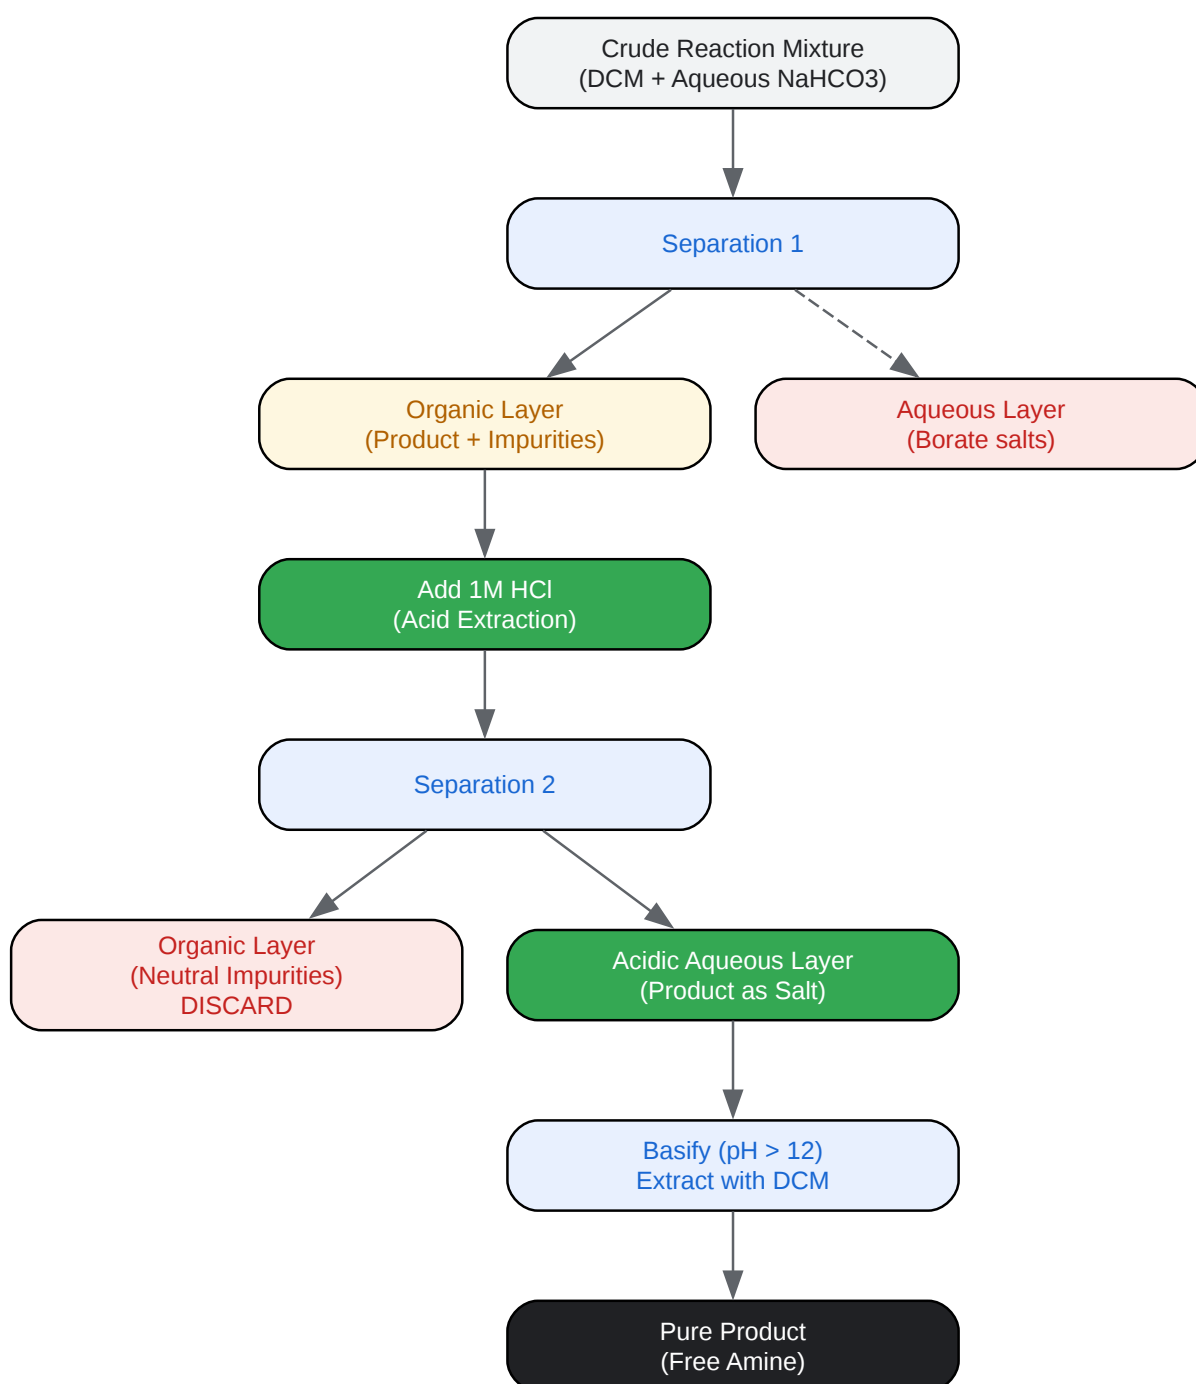 Crude Reaction Mixture
(DCM + Aqueous NaHCO3)
Separation 1
Organic Layer
(Product + Impurities)
Aqueous Layer
(Borate salts)
Add 1M HCl
(Acid Extraction)
Separation 2
Organic Layer
(Neutral Impurities)
DISCARD
Acidic Aqueous Layer
(Product as Salt)
Basify (pH > 12)
Extract with DCM
Pure Product
(Free Amine)